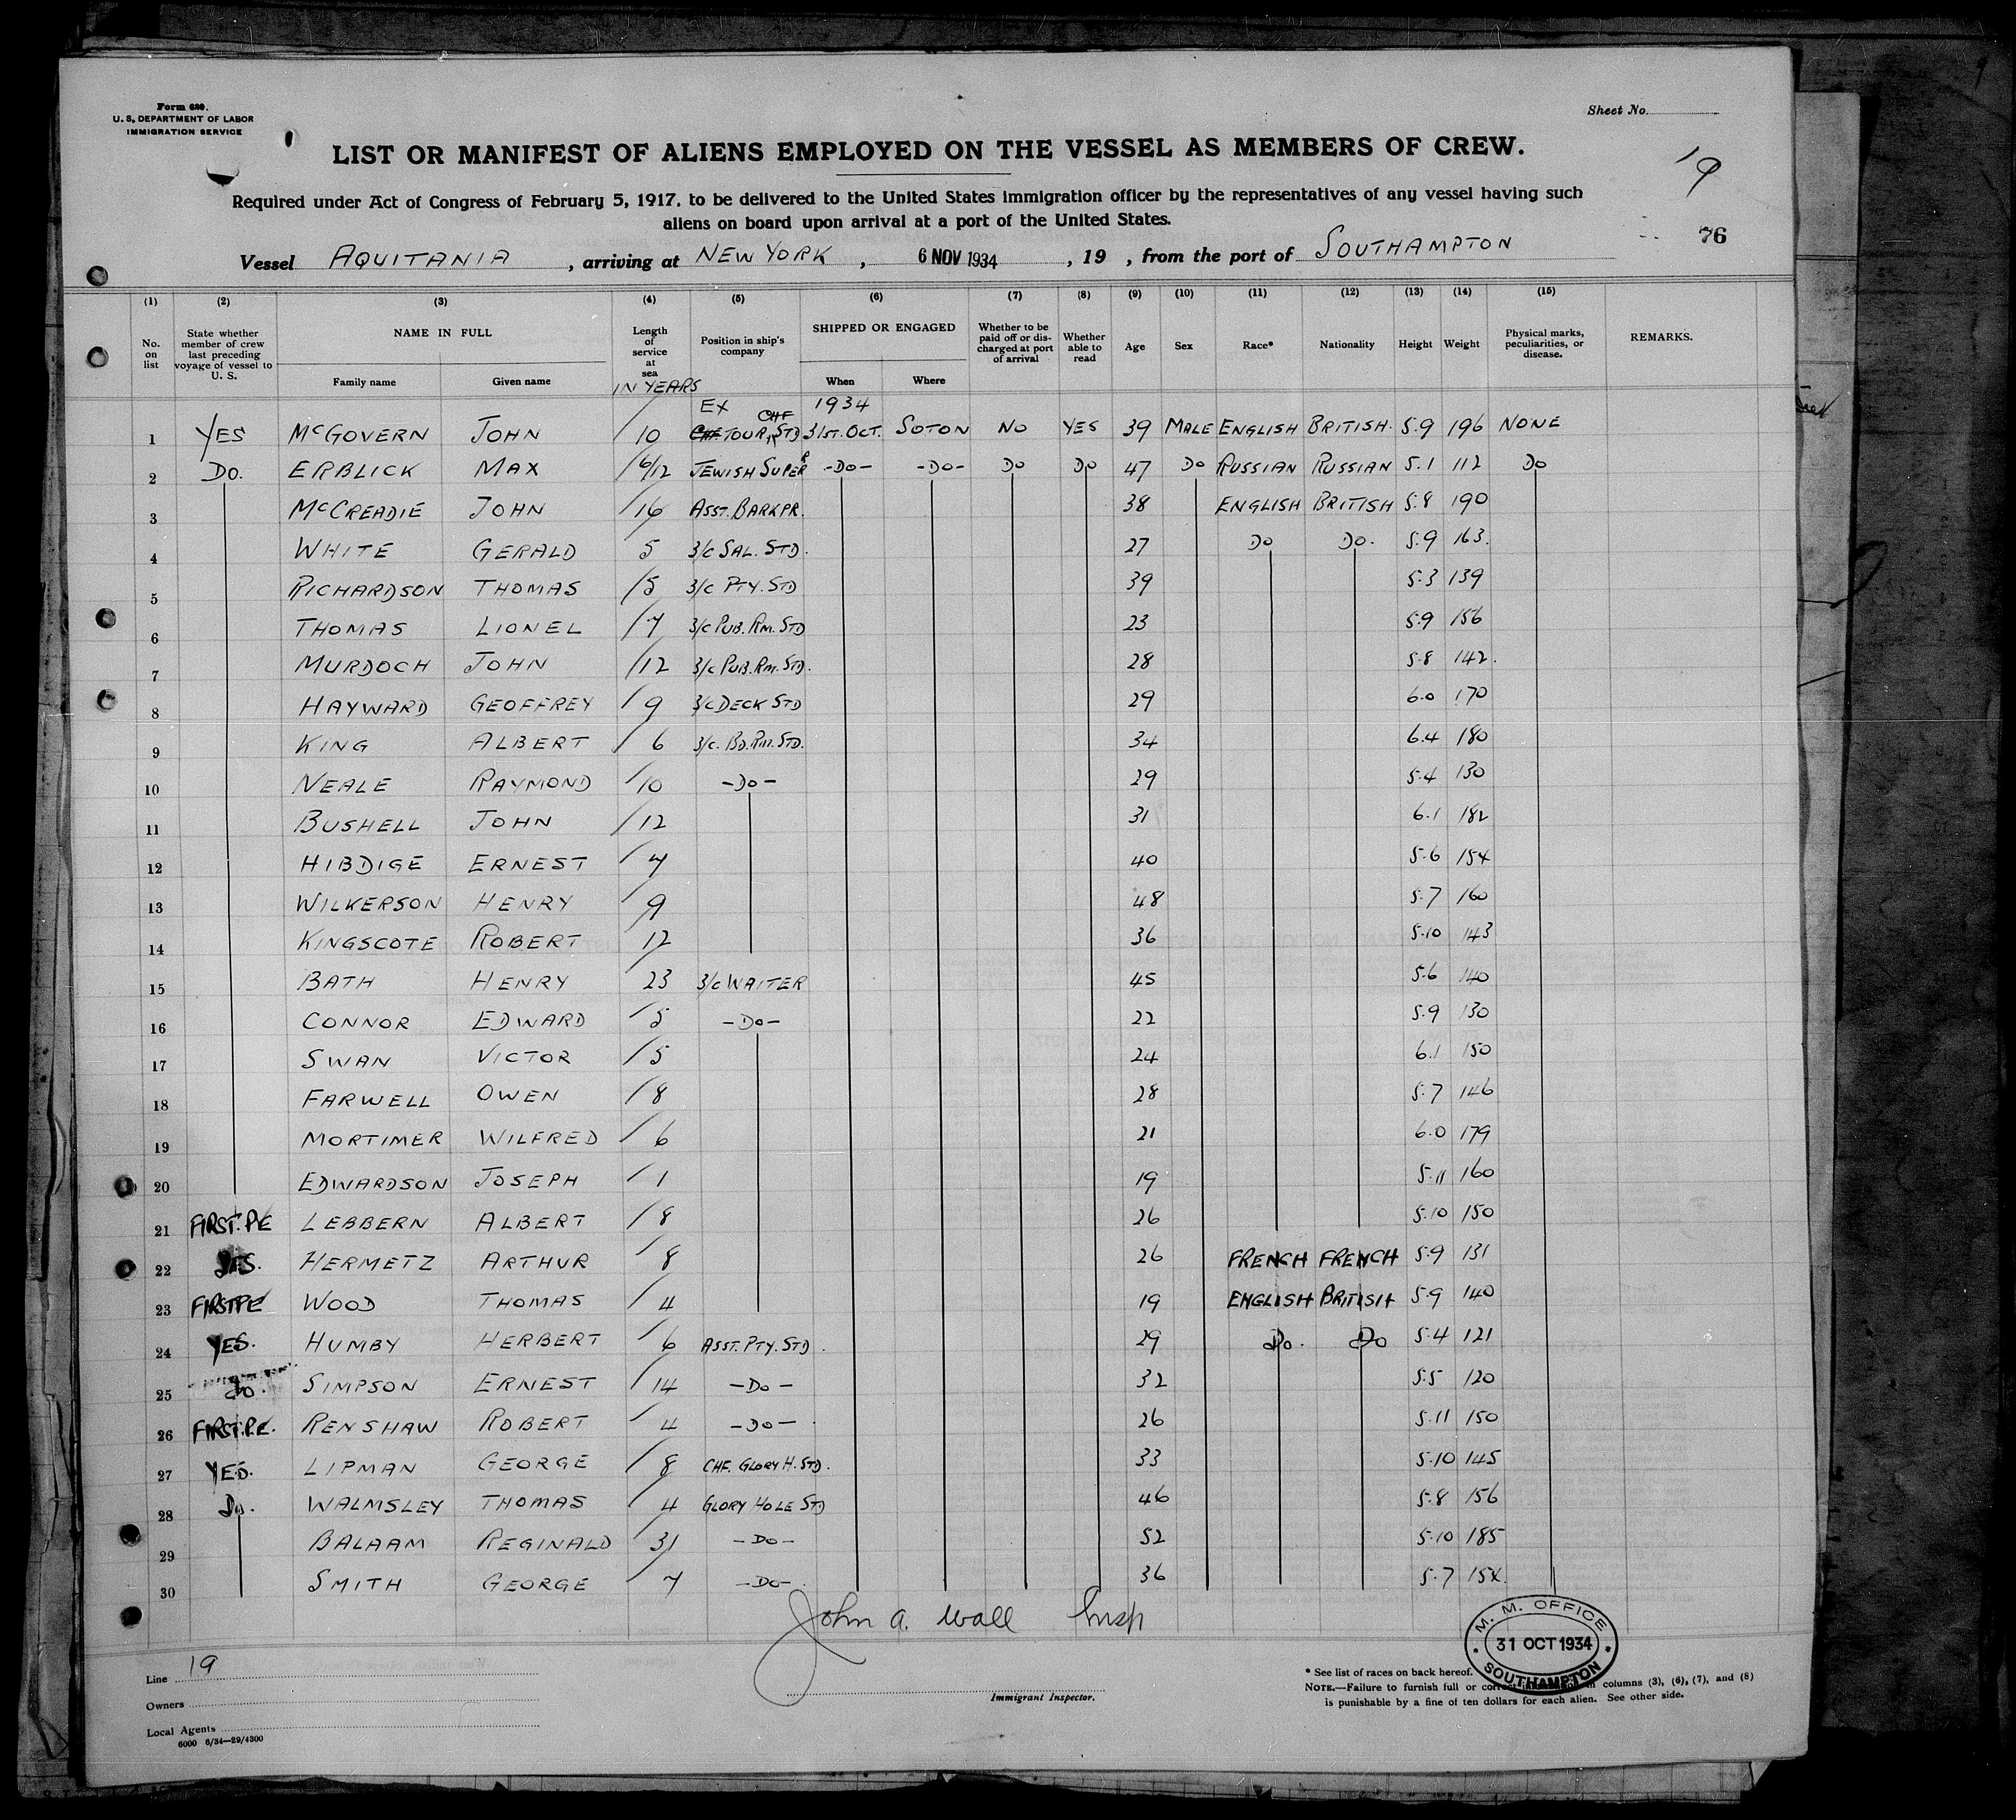 Form 680.
U. S. DEPARTMENT OF LABOR
IMMIGRATION SERVICE
Sheet No.
LIST OR MANIFEST OF ALIENS EMPLOYED ON THE VESSEL AS MEMBERS OF CREW.
19
Required under Act of Congress of February 5, 1917, to be delivered to the United States immigration officer by the representatives of any vessel having such
aliens on board upon arrival at a port of the United States.
76
Vessel AQUITANIA, arriving at NEW YORK, 6 NOV 1934, 19 , from the port of SOUTHAMPTON
(1) (2) (3) (4) (5) (6) (7) (8) (9) (10) (11) (12) (13) (14) (15)
No. on list State whether member of crew last preceding voyage of vessel to U. S. NAME IN FULL Family name Given name Length of service at sea IN YEARS Position in ship's company SHIPPED OR ENGAGED When Where Whether to be paid off or discharged at port of arrival Whether able to read Age Sex Race* Nationality Height Weight Physical marks, peculiarities, or disease. REMARKS.
EX CHF 1934
1 YES McGOVERN JOHN 10 CHF TOUR. STD 31ST. OCT. SOTON NO YES 39 MALE ENGLISH BRITISH. 5.9 196 NONE
2 DO. ERBLICK MAX 6/12 JEWISH SUPER -DO- -DO- DO DO 47 DO RUSSIAN RUSSIAN 5.1 112 DO
3 McCREADIE JOHN 16 ASST. BARKPR. 38 ENGLISH BRITISH 5.8 190
4 WHITE GERALD 5 3/C SAL. STD. 27 DO DO. 5.9 163.
5 RICHARDSON THOMAS 15 3/C PTY. STD 39 5.3 139
6 THOMAS LIONEL 7 3/C PUB. RM. STD 23 5.9 156
7 MURDOCH JOHN 12 3/C PUB. RM. STD. 28 5.8 142.
8 HAYWARD GEOFFREY 9 3/C DECK STD 29 6.0 170
9 KING ALBERT 6 3/C. BD. RM. STD. 34 6.4 180
10 NEALE RAYMOND 10 -DO- 29 5.4 130
11 BUSHELL JOHN 12 31 6.1 182
12 HIBDIGE ERNEST 7 40 5.6 154
13 WILKERSON HENRY 9 48 5.7 160
14 KINGSCOTE ROBERT 12 36 5.10 143
15 BATH HENRY 23 3/C WAITER 45 5.6 140
16 CONNOR EDWARD 5 -DO- 22 5.9 130
17 SWAN VICTOR 5 24 6.1 150
18 FARWELL OWEN 8 28 5.7 146
19 MORTIMER WILFRED 6 21 6.0 179
20 EDWARDSON JOSEPH 1 19 5.11 160
21 FIRST. PE LEBBERN ALBERT 8 26 5.10 150
22 YES. HERMETZ ARTHUR 8 26 FRENCH FRENCH 5.9 131
23 FIRST PE WOOD THOMAS 4 19 ENGLISH BRITISH 5.9 140
24 YES. HUMBY HERBERT 6 ASST. PTY. STD. 29 DO. DO 5.4 121
25 DO. SIMPSON ERNEST 14 -DO- 32 5.5 120
26 FIRST. P.E. RENSHAW ROBERT 4 -DO- 26 5.11 150
27 YES. LIPMAN GEORGE 8 CHF. GLORY H. STD. 33 5.10 145
28 DO. WALMSLEY THOMAS 4 GLORY HOLE STD 46 5.8 156
29 BALAAM REGINALD 31 -DO- 52 5.10 185
30 SMITH GEORGE 7 -DO- 36 5.7 154.
John A. Wall Insp
M. M. OFFICE
31 OCT 1934
SOUTHAMPTON
Line 19
Owners
Local Agents
6000 6/34—29/4300
Immigrant Inspector.
* See list of races on back hereof.
NOTE.—Failure to furnish full or columns (3), (6), (7), and (8)
is punishable by a fine of ten dollars for each alien. See other side.